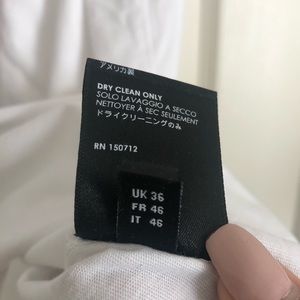 アメリカ製
DRY CLEAN ONLY
SOLO LAVAGGIO A SECCO
NETTOYER À SEC SEULEMENT
ドライクリーニングのみ
RN 150712
UK 36
FR 46
IT 46